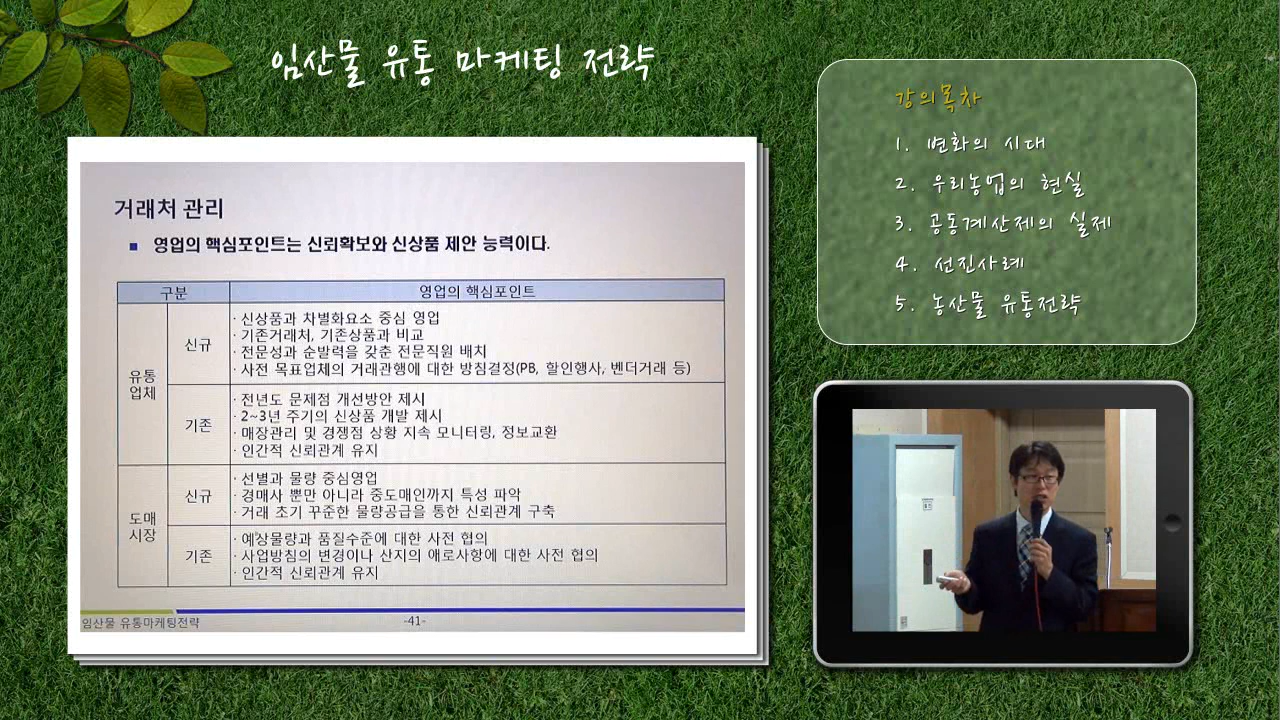 임산물 유통 마케팅 전략
강의목차
1. 변화의 시대
2. 우리농업의 현실
3. 공동계산제의 실제
4. 선진사례
5. 농산물 유통전략
거래처 관리
■ 영업의 핵심포인트는 신뢰확보와 신상품 제안 능력이다.
구분 영업의 핵심포인트
유통
업체
신규
· 신상품과 차별화요소 중심 영업
· 기존거래처, 기존상품과 비교
· 전문성과 순발력을 갖춘 전문직원 배치
· 사전 목표업체의 거래관행에 대한 방침결정(PB, 할인행사, 벤더거래 등)
기존
· 전년도 문제점 개선방안 제시
· 2~3년 주기의 신상품 개발 제시
· 매장관리 및 경쟁점 상황 지속 모니터링, 정보교환
· 인간적 신뢰관계 유지
도매
시장
신규
· 선별과 물량 중심영업
· 경매사 뿐만 아니라 중도매인까지 특성 파악
· 거래 초기 꾸준한 물량공급을 통한 신뢰관계 구축
기존
· 예상물량과 품질수준에 대한 사전 협의
· 사업방침의 변경이나 산지의 애로사항에 대한 사전 협의
· 인간적 신뢰관계 유지
임산물 유통마케팅전략
-41-